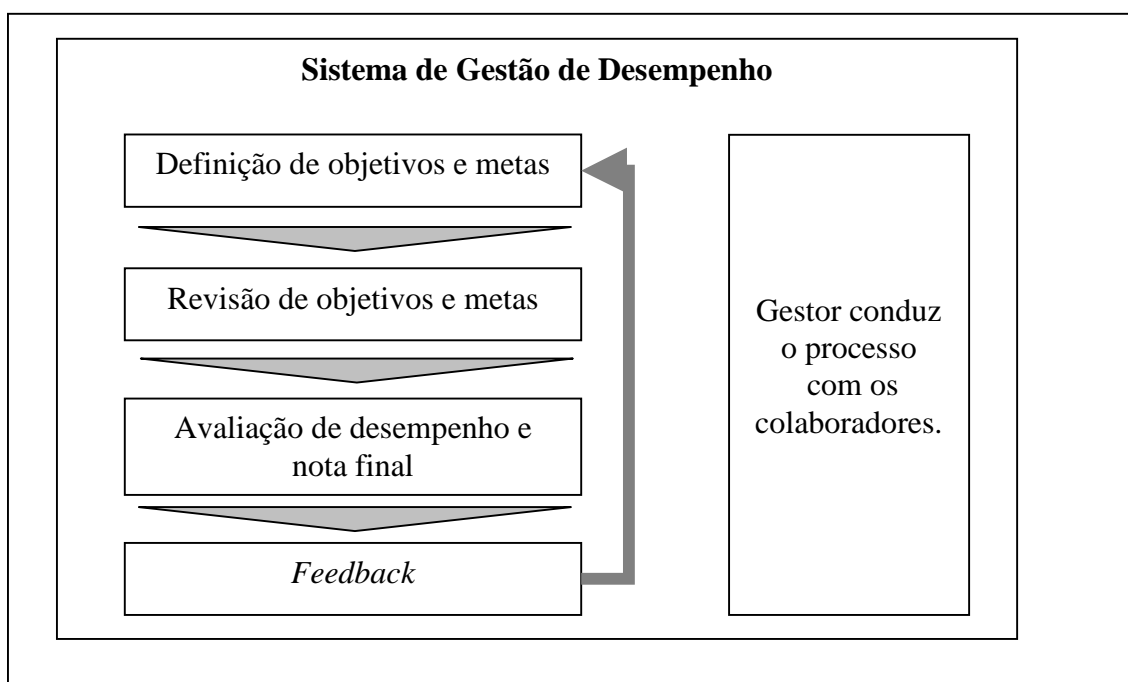 Sistema de Gestão de Desempenho
Definição de objetivos e metas
Revisão de objetivos e metas
Avaliação de desempenho e
nota final
Feedback
Gestor conduz
o processo
com os
colaboradores.